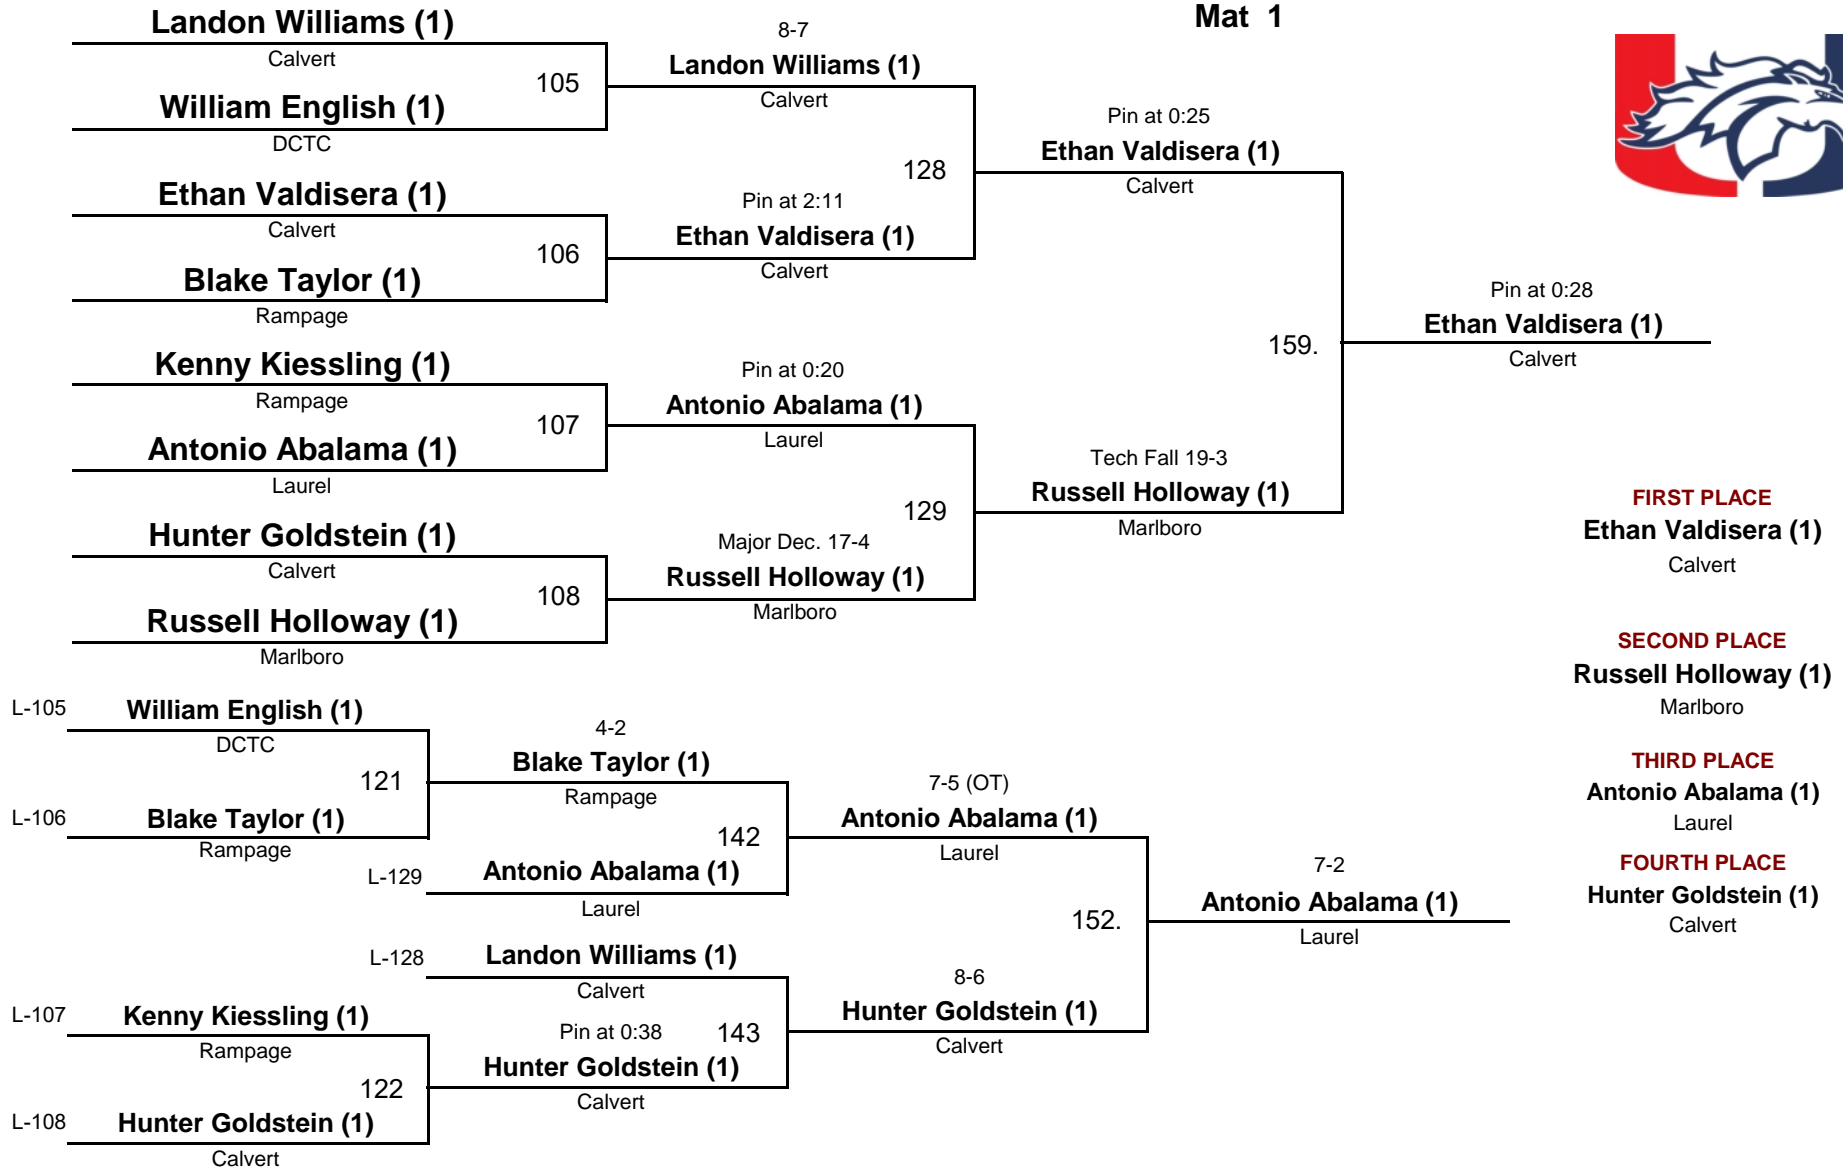 Mat 1
Landon Williams (1)
Calvert
105
William English (1)
DCTC
Ethan Valdisera (1)
Calvert
106
Blake Taylor (1)
Rampage
Kenny Kiessling (1)
Rampage
107
Antonio Abalama (1)
Laurel
Hunter Goldstein (1)
Calvert
108
Russell Holloway (1)
Marlboro
8-7
Landon Williams (1)
Calvert
128
Pin at 2:11
Ethan Valdisera (1)
Calvert
Pin at 0:20
Antonio Abalama (1)
Laurel
129
Major Dec. 17-4
Russell Holloway (1)
Marlboro
Pin at 0:25
Ethan Valdisera (1)
Calvert
159.
Tech Fall 19-3
Russell Holloway (1)
Marlboro
Pin at 0:28
Ethan Valdisera (1)
Calvert
FIRST PLACE
Ethan Valdisera (1)
Calvert
SECOND PLACE
Russell Holloway (1)
Marlboro
THIRD PLACE
Antonio Abalama (1)
Laurel
FOURTH PLACE
Hunter Goldstein (1)
Calvert
L-105
William English (1)
DCTC
121
L-106
Blake Taylor (1)
Rampage
4-2
Blake Taylor (1)
Rampage
142
L-129
Antonio Abalama (1)
Laurel
L-128
Landon Williams (1)
Calvert
143
Pin at 0:38
Hunter Goldstein (1)
Calvert
L-107
Kenny Kiessling (1)
Rampage
122
L-108
Hunter Goldstein (1)
Calvert
7-5 (OT)
Antonio Abalama (1)
Laurel
152.
8-6
Hunter Goldstein (1)
Calvert
7-2
Antonio Abalama (1)
Laurel